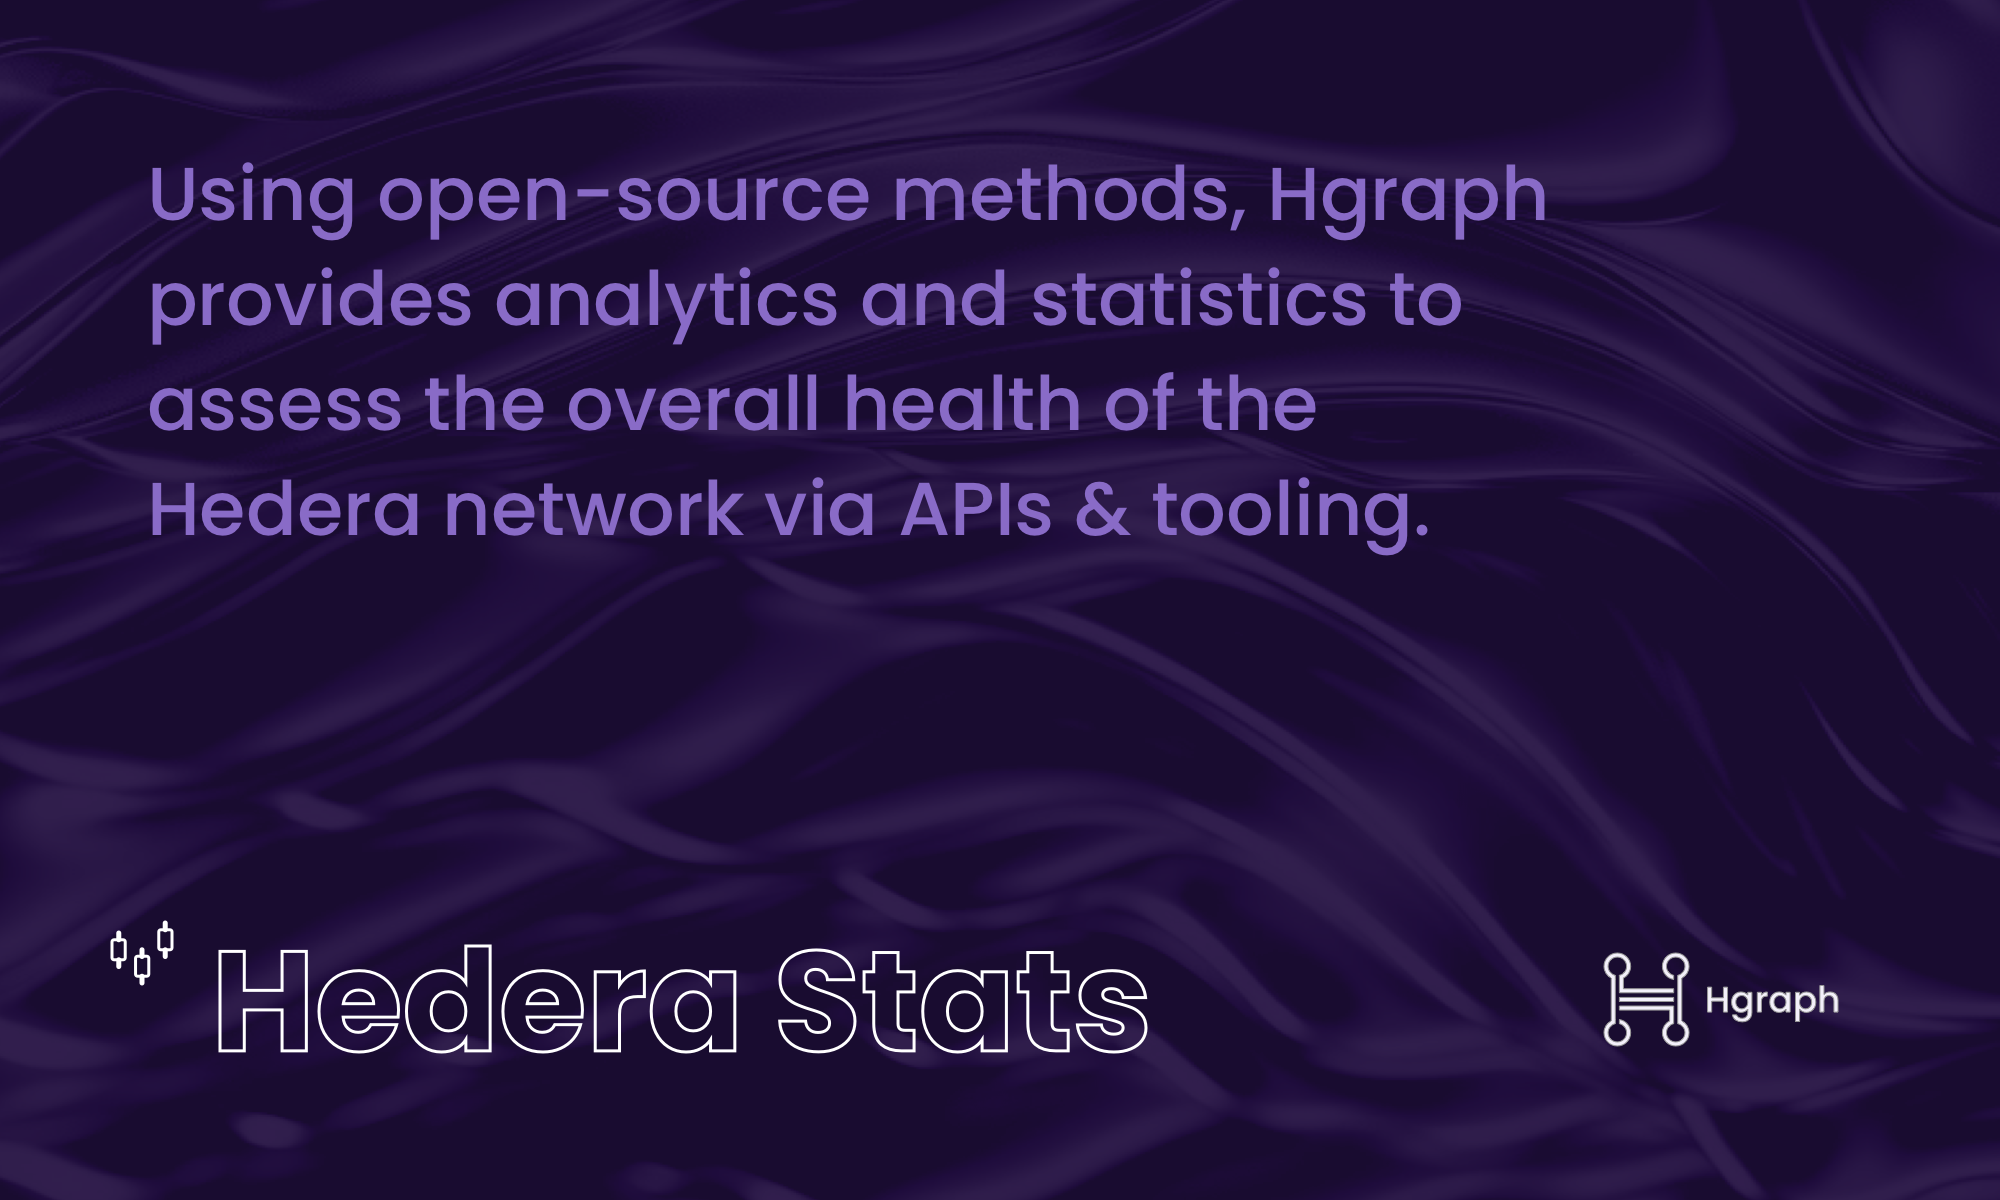 Using open-source methods, Hgraph
provides analytics and statistics to
assess the overall health of the
Hedera network via APIs & tooling.
Hedera Stats
Hgraph